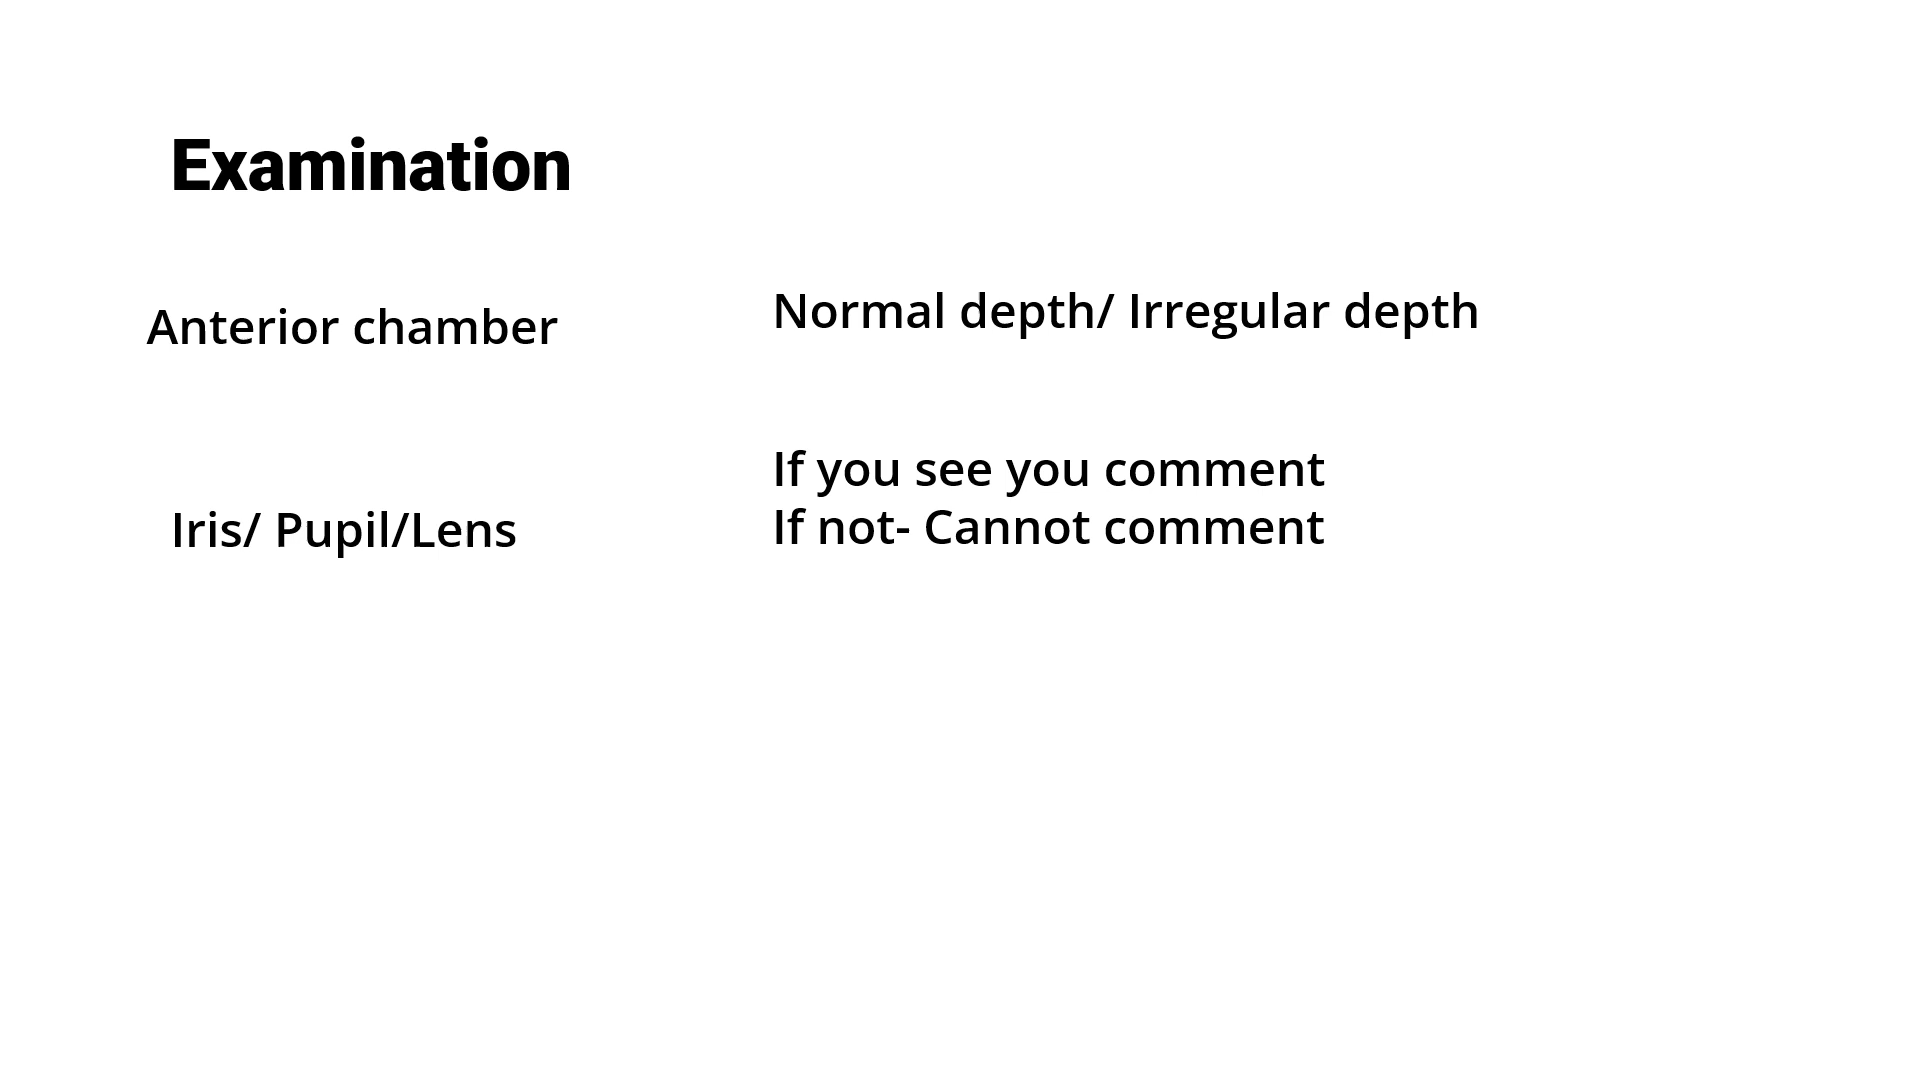 Examination
Anterior chamber
Normal depth/ Irregular depth
Iris/ Pupil/Lens
If you see you comment
If not- Cannot comment